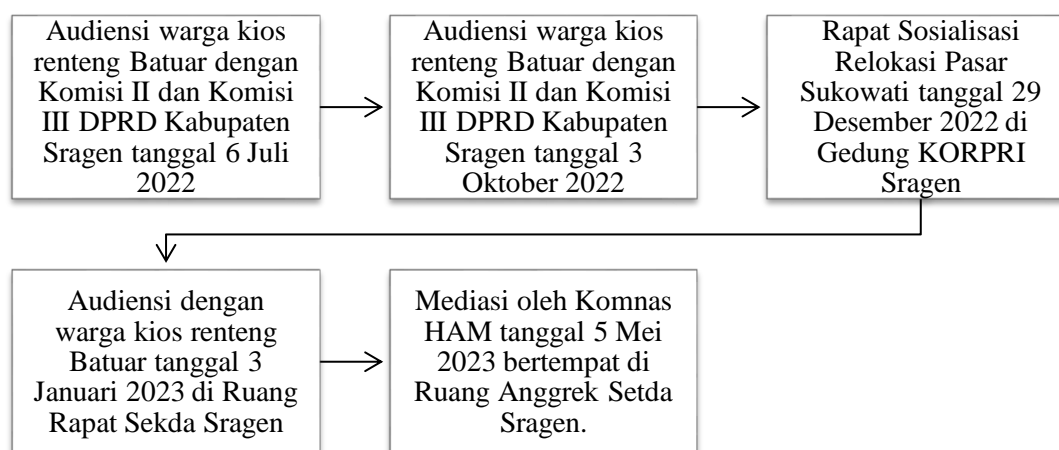 Audiensi warga kios
renteng Batuar dengan
Komisi II dan Komisi
III DPRD Kabupaten
Sragen tanggal 6 Juli
2022
Audiensi warga kios
renteng Batuar dengan
Komisi II dan Komisi
III DPRD Kabupaten
Sragen tanggal 3
Oktober 2022
Rapat Sosialisasi
Relokasi Pasar
Sukowati tanggal 29
Desember 2022 di
Gedung KORPRI
Sragen
Audiensi dengan
warga kios renteng
Batuar tanggal 3
Januari 2023 di Ruang
Rapat Sekda Sragen
Mediasi oleh Komnas
HAM tanggal 5 Mei
2023 bertempat di
Ruang Anggrek Setda
Sragen.